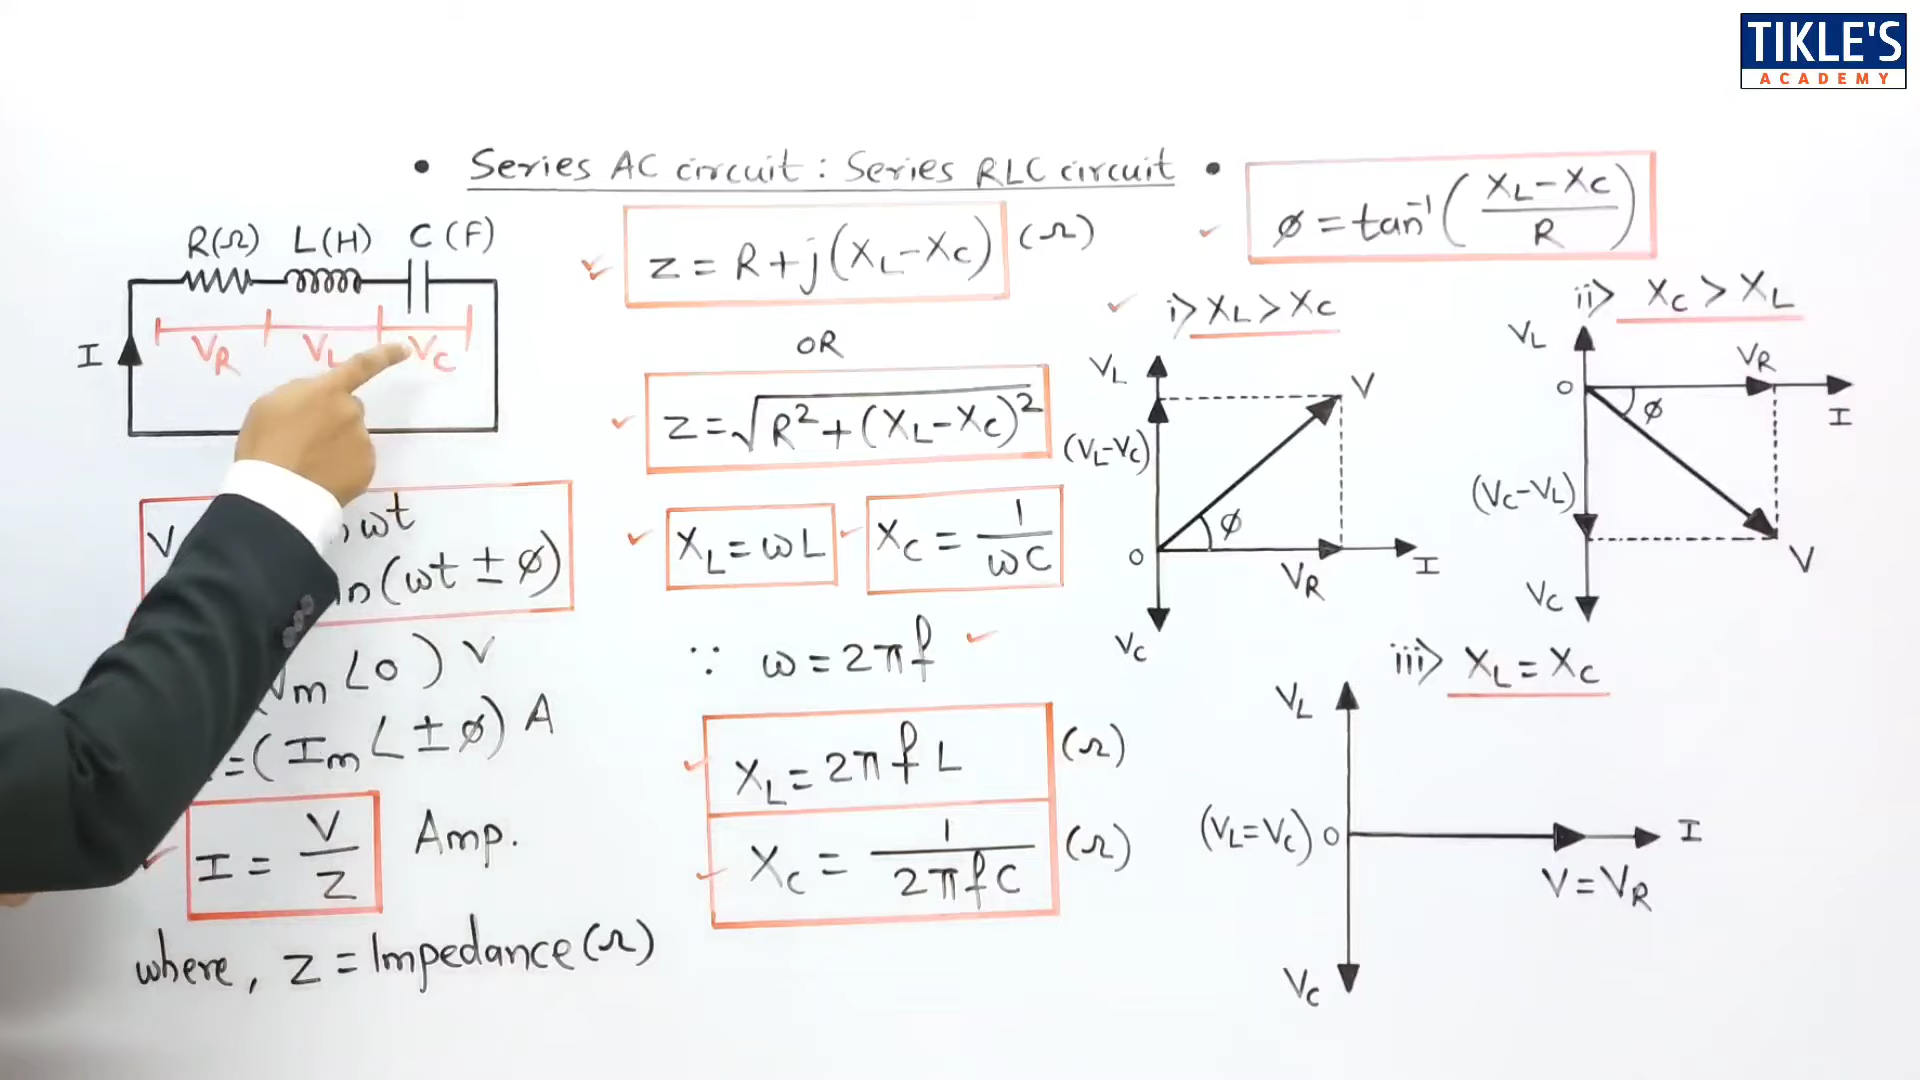 TIKLE'S
ACADEMY
• Series AC circuit : Series RLC circuit •
R(Ω) L(H) C (F)
VR VL VC
I
V
ωt
(ωt ± ø)
∠0 ) V
=(Im ∠ ± ø) A
I = V/Z Amp.
where, Z = Impedance (Ω)
Z = R + j(XL – XC) (Ω)
OR
Z = √R² + (XL – XC)²
XL = ωL XC = 1/ωC
∵ ω = 2πf
XL = 2πf L (Ω)
XC = 1/2πfC (Ω)
ø = tan⁻¹ (XL – XC/R)
i> XL > XC
VL
V
(VL–VC)
ø
0
VR
I
VC
ii> XC > XL
VL
VR
0
ø
I
(VC–VL)
VC
V
iii> XL = XC
VL
(VL=VC) 0
I
V = VR
VC